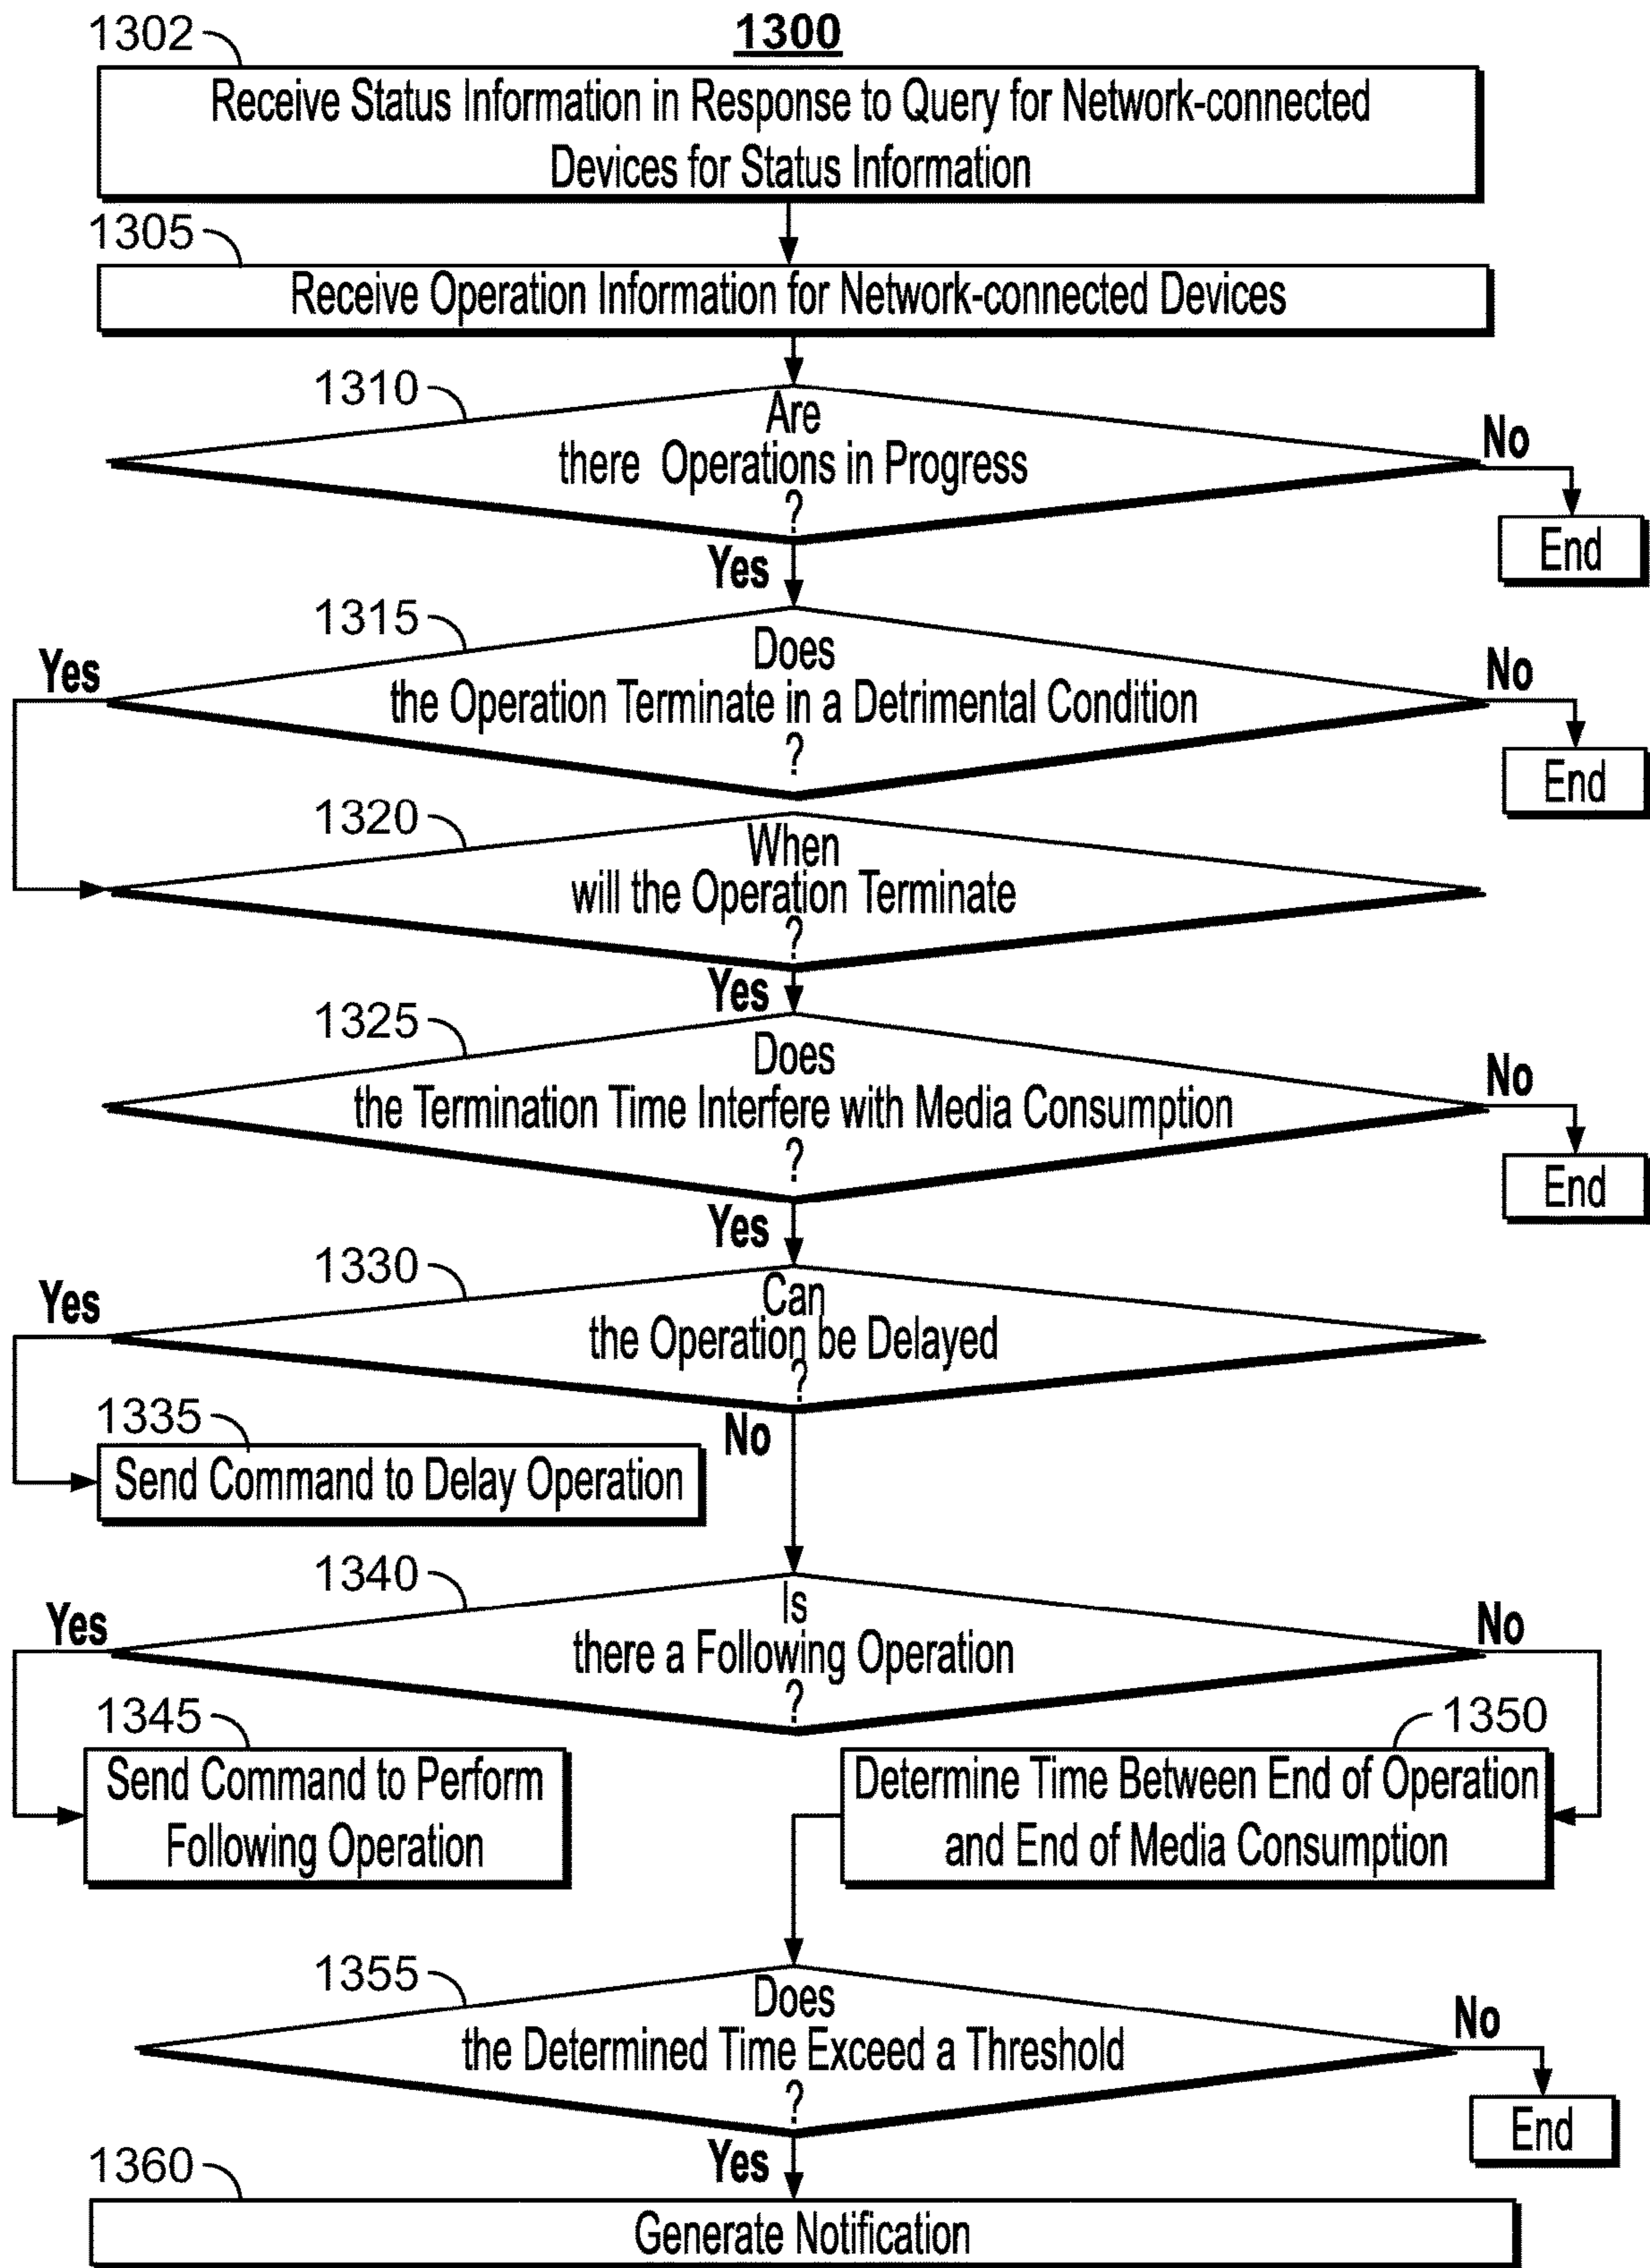 1300
1302
Receive Status Information in Response to Query for Network-connected
Devices for Status Information
1305
Receive Operation Information for Network-connected Devices
1310
Are
there Operations in Progress
?
No
End
Yes
1315
Does
the Operation Terminate in a Detrimental Condition
?
Yes
No
End
1320
When
will the Operation Terminate
?
Yes
1325
Does
the Termination Time Interfere with Media Consumption
?
No
End
Yes
1330
Can
the Operation be Delayed
?
Yes
No
1335
Send Command to Delay Operation
1340
Is
there a Following Operation
?
Yes
No
1345
Send Command to Perform
Following Operation
1350
Determine Time Between End of Operation
and End of Media Consumption
1355
Does
the Determined Time Exceed a Threshold
?
No
End
Yes
1360
Generate Notification